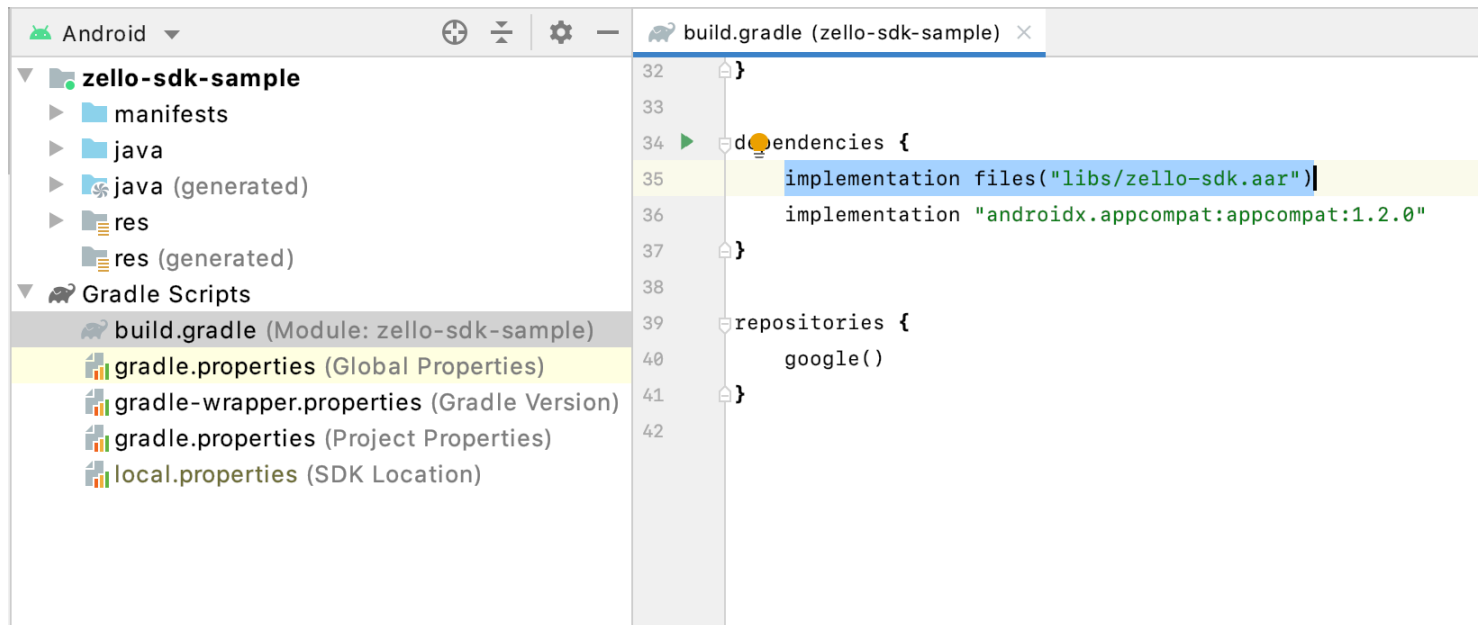 Android
zello-sdk-sample
manifests
java
java (generated)
res
res (generated)
Gradle Scripts
build.gradle (Module: zello-sdk-sample)
gradle.properties (Global Properties)
gradle-wrapper.properties (Gradle Version)
gradle.properties (Project Properties)
local.properties (SDK Location)
build.gradle (zello-sdk-sample)
32 }
33
34 dependencies {
35 implementation files("libs/zello-sdk.aar")
36 implementation "androidx.appcompat:appcompat:1.2.0"
37 }
38
39 repositories {
40 google()
41 }
42